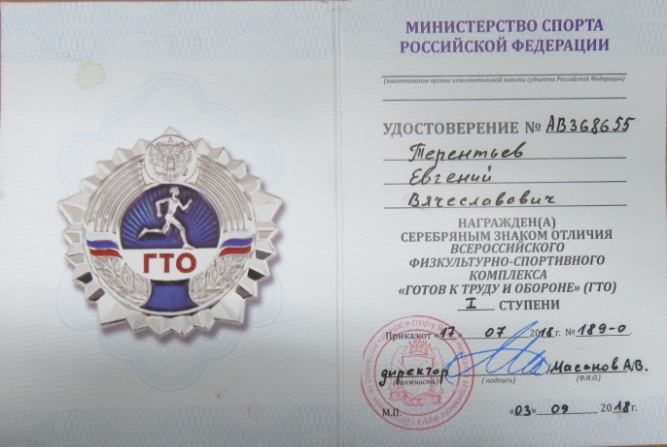 ГТО
МИНИСТЕРСТВО СПОРТА
РОССИЙСКОЙ ФЕДЕРАЦИИ
(наименование органа исполнительной власти субъекта Российской Федерации)
УДОСТОВЕРЕНИЕ № АВ368655
Терентьев
Евгений
Вячеславович
НАГРАЖДЕН(А)
СЕРЕБРЯНЫМ ЗНАКОМ ОТЛИЧИЯ
ВСЕРОССИЙСКОГО
ФИЗКУЛЬТУРНО-СПОРТИВНОГО
КОМПЛЕКСА
«ГОТОВ К ТРУДУ И ОБОРОНЕ» (ГТО)
I СТУПЕНИ
Приказ от «17» 07 2018 г. № 189-о
директор Масанов А.В.
(должность) (подпись) (Ф.И.О.)
М.П. «03» 09 2018 г.